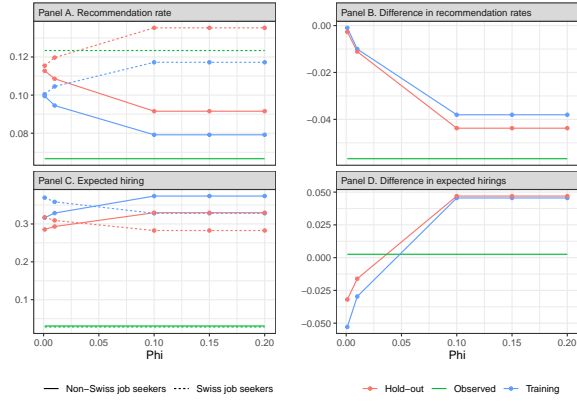 Panel A. Recommendation rate
0.12
0.10
0.08
Panel B. Difference in recommendation rates
−0.00
−0.02
−0.04
Panel C. Expected hiring
0.3
0.2
0.1
0.00 0.05 0.10 0.15 0.20
Phi
Panel D. Difference in expected hirings
0.050
0.025
0.000
−0.025
−0.050
0.00 0.05 0.10 0.15 0.20
Phi
Non−Swiss job seekers Swiss job seekers
Hold−out Observed Training